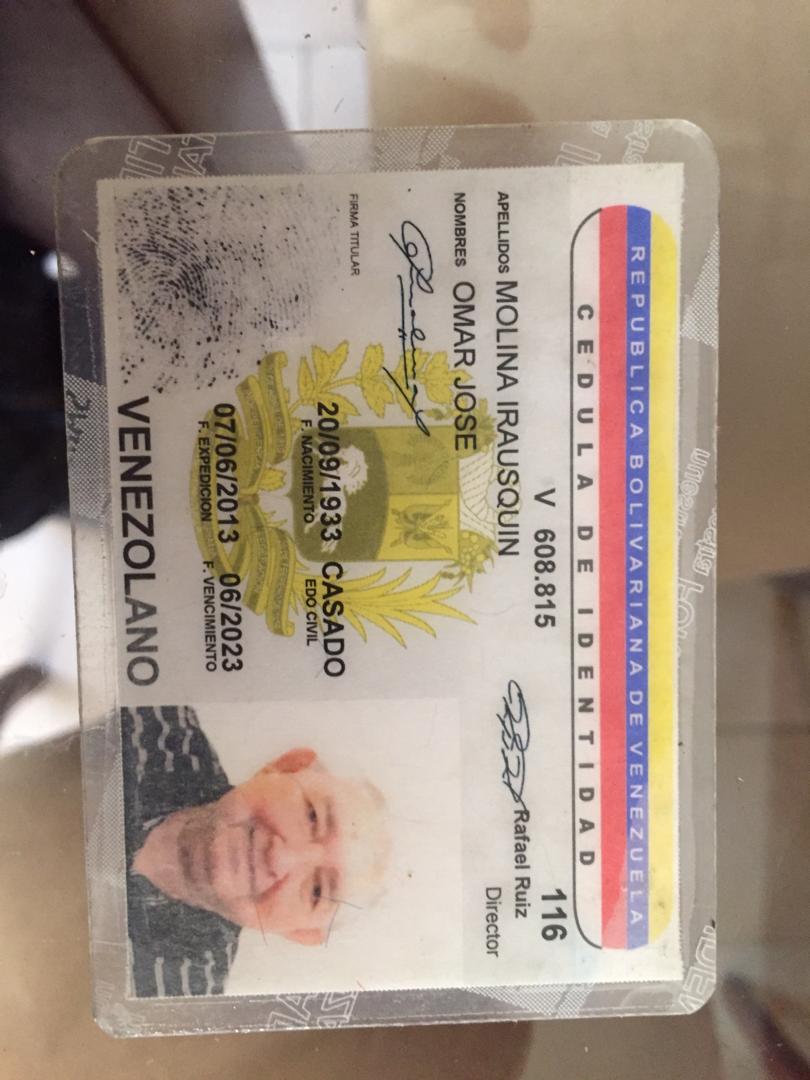 REPUBLICA BOLIVARIANA DE VENEZUELA
CEDULA DE IDENTIDAD
V 608.815
116
APELLIDOS MOLINA IRAUSQUIN
Rafael Ruiz
Director
NOMBRES OMAR JOSE
FIRMA TITULAR
20/09/1933 CASADO
F. NACIMIENTO EDO CIVIL
07/06/2013 06/2023
F. EXPEDICION F. VENCIMIENTO
VENEZOLANO